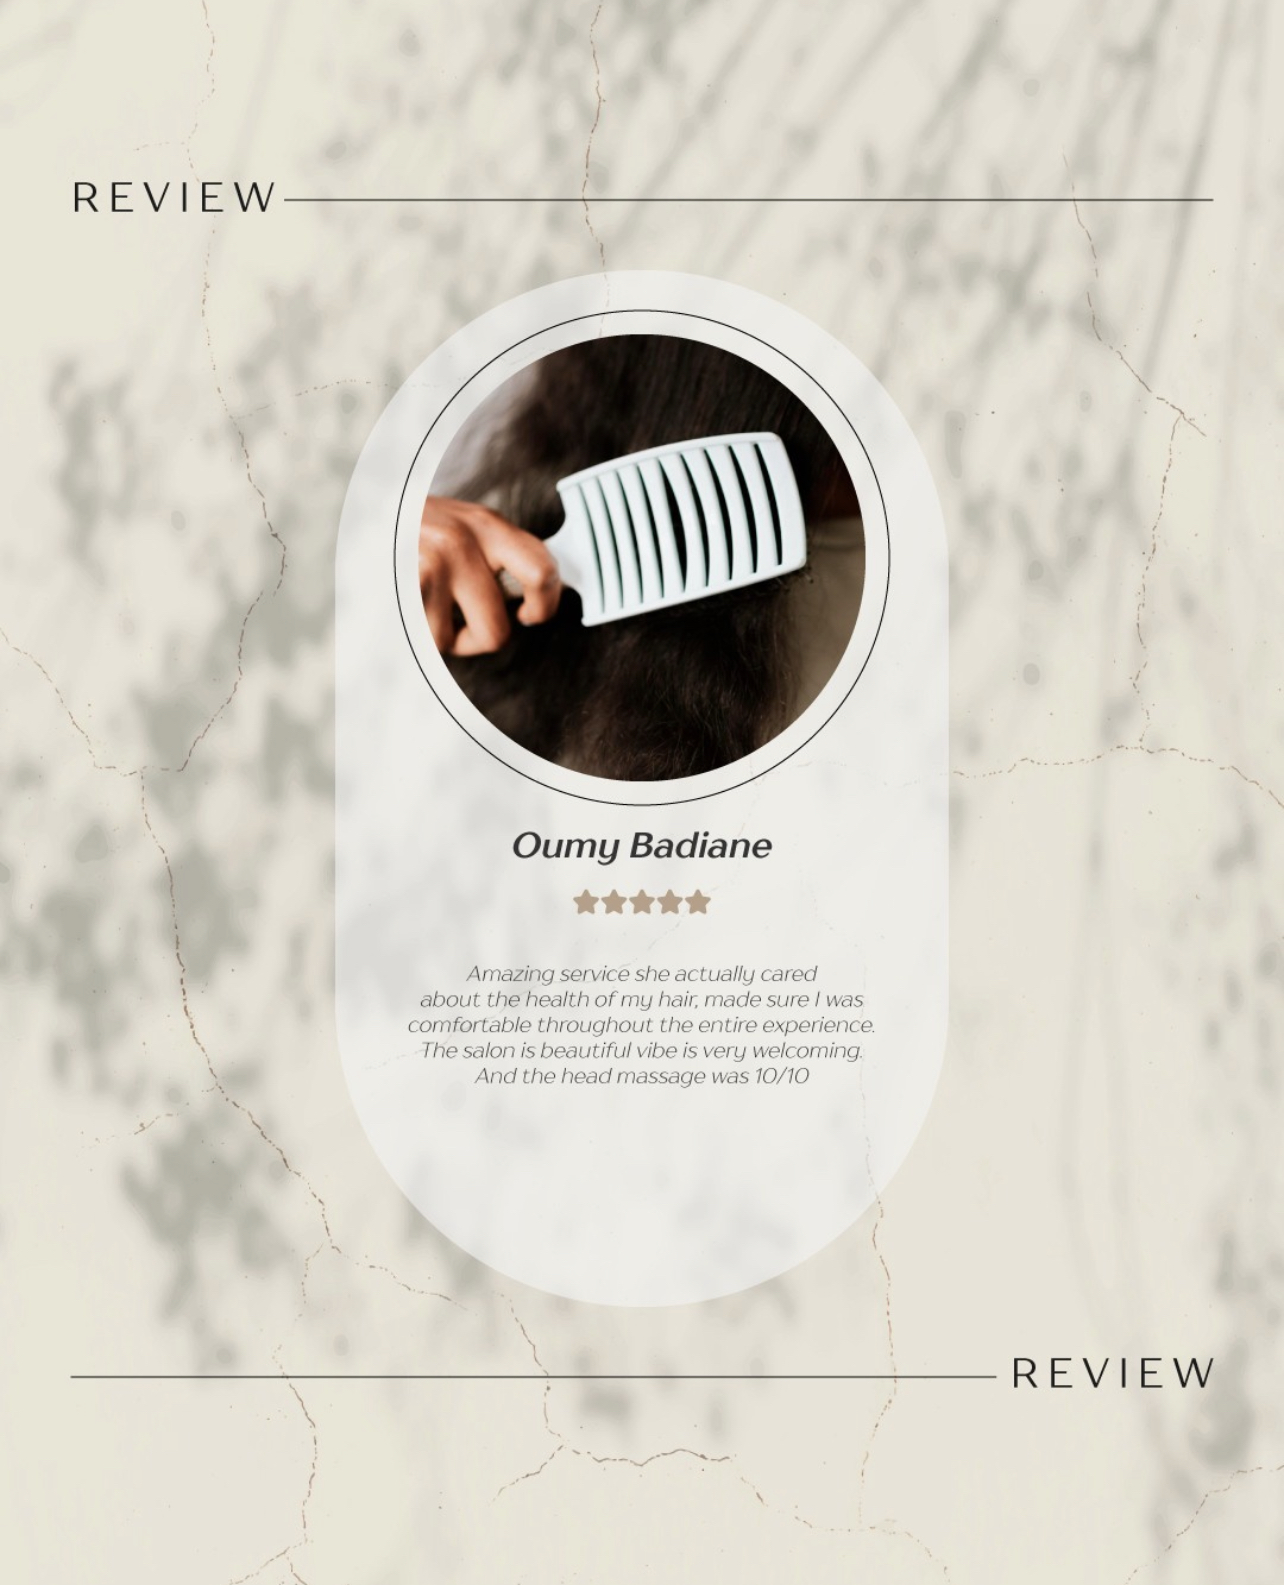 REVIEW
Oumy Badiane
Amazing service she actually cared
about the health of my hair, made sure I was
comfortable throughout the entire experience.
The salon is beautiful vibe is very welcoming.
And the head massage was 10/10
REVIEW